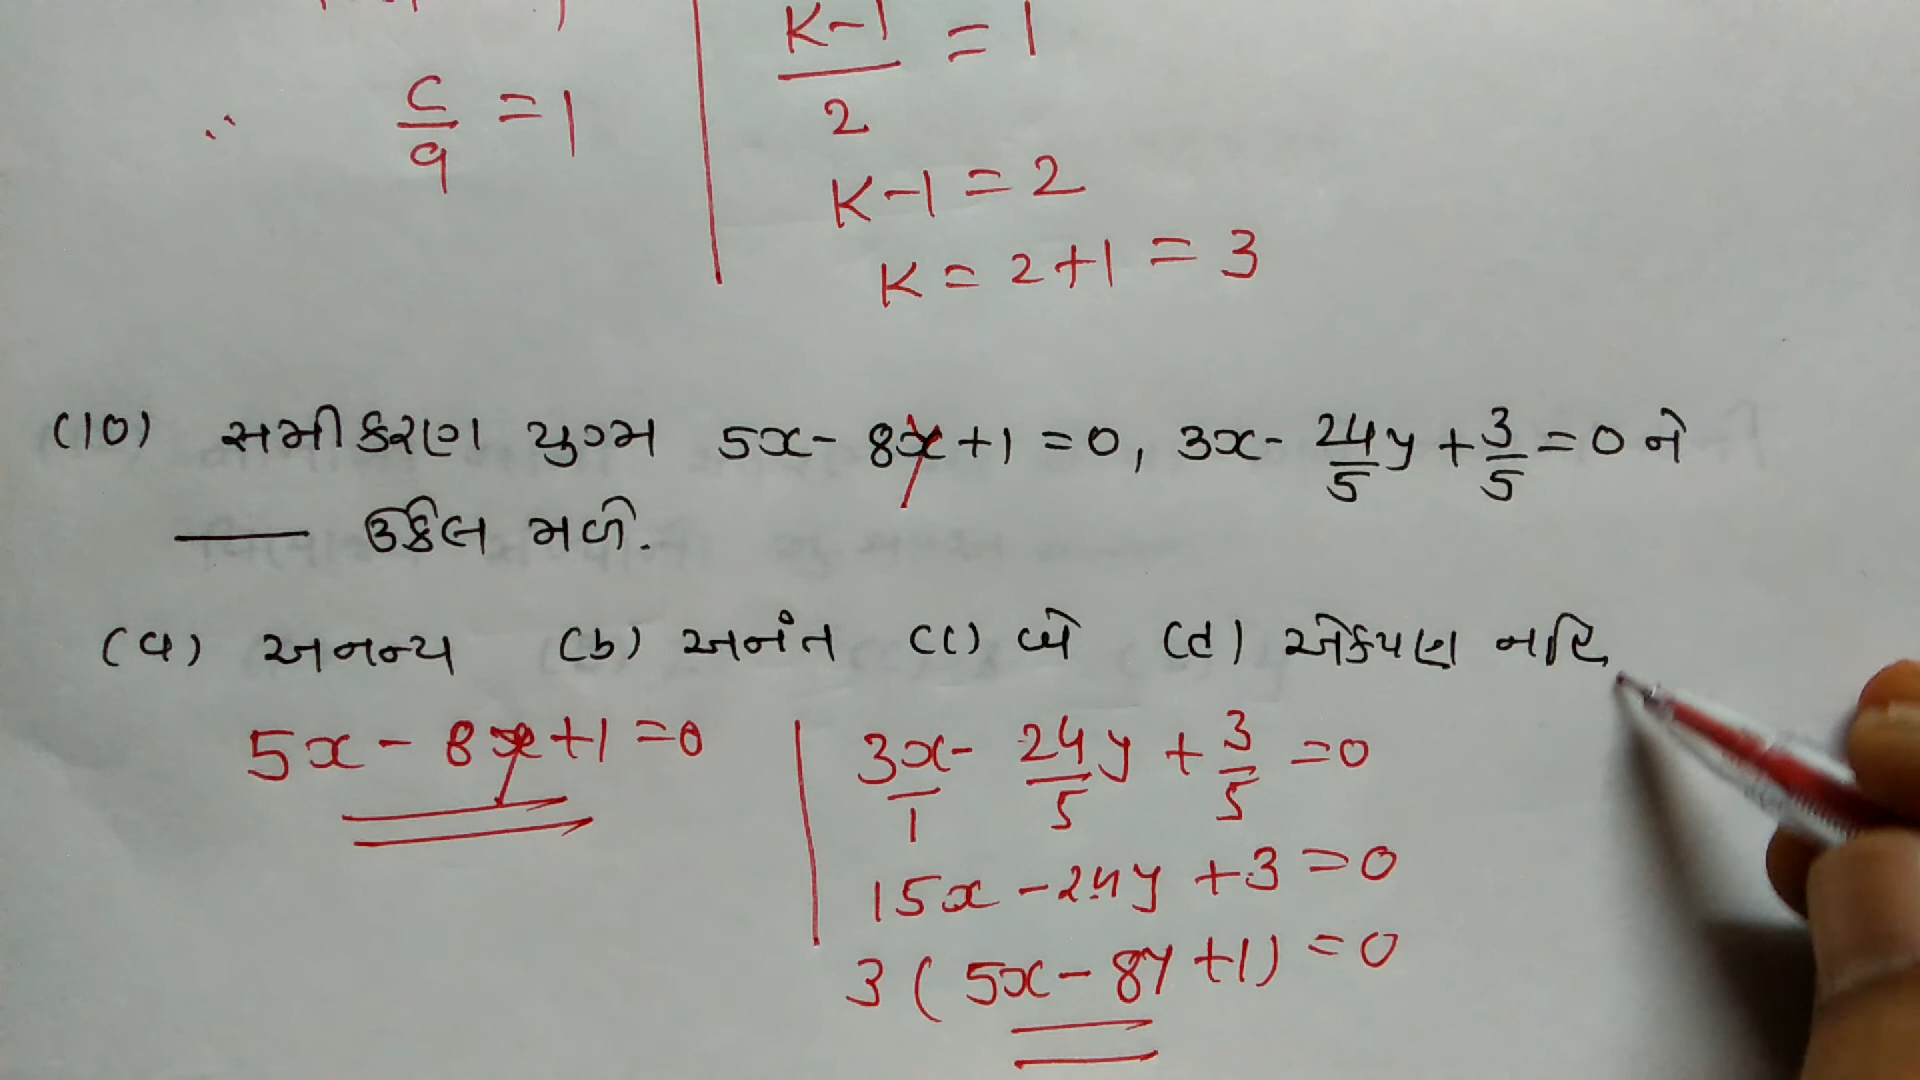 ∵ c/9 = 1
K-1/2 = 1
K-1 = 2
K = 2+1 = 3
(10) સમીકરણ યુગ્મ 5x - 8y + 1 = 0, 3x - 24/5 y + 3/5 = 0 ને
—— ઉકેલ મળે.
(a) અનન્ય (b) અનંત (c) બે (d) એકપણ નહિ
5x - 8y + 1 = 0
3x/1 - 24/5 y + 3/5 = 0
15x - 24y + 3 = 0
3 ( 5x - 8y + 1) = 0